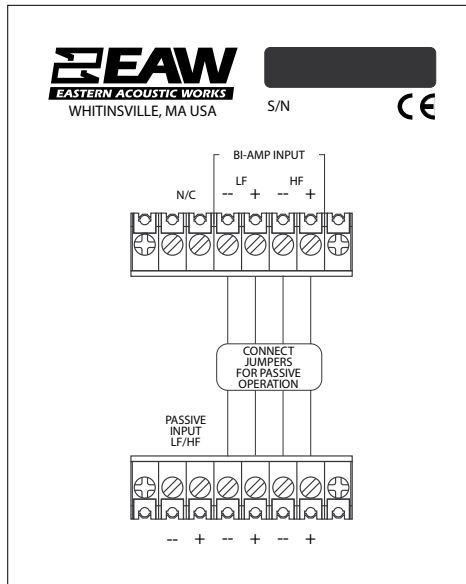 EAW
EASTERN ACOUSTIC WORKS
WHITINSVILLE, MA USA
S/N
CE
BI-AMP INPUT
LF HF
N/C -- + -- +
CONNECT
JUMPERS
FOR PASSIVE
OPERATION
PASSIVE
INPUT
LF/HF
-- + -- + -- +